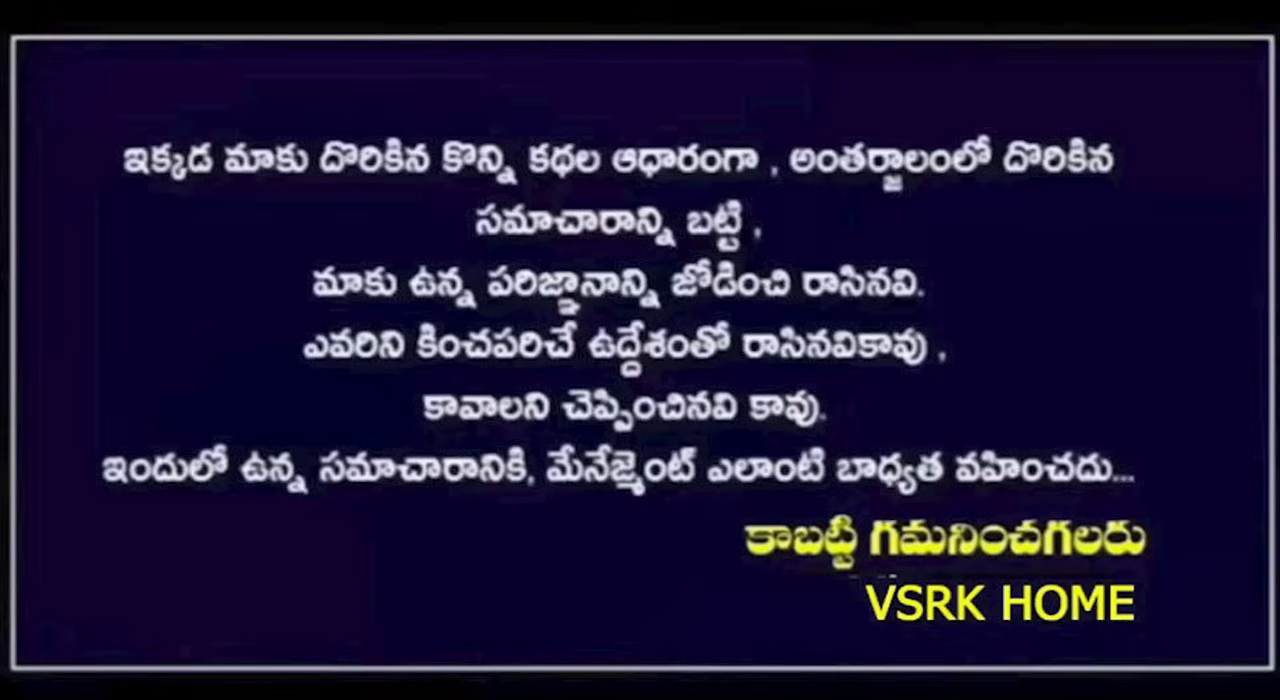 ఇక్కడ మాకు దొరికిన కొన్ని కథల ఆధారంగా , అంతర్జాలంలో దొరికిన
సమాచారాన్ని బట్టి ,
మాకు ఉన్న పరిజ్ఞానాన్ని జోడించి రాసినవి.
ఎవరిని కించపరిచే ఉద్దేశంతో రాసినవికావు ,
కావాలని చెప్పించినవి కావు.
ఇందులో ఉన్న సమాచారానికి, మేనేజ్మెంట్ ఎలాంటి బాధ్యత వహించదు...
కాబట్టి గమనించగలరు
VSRK HOME